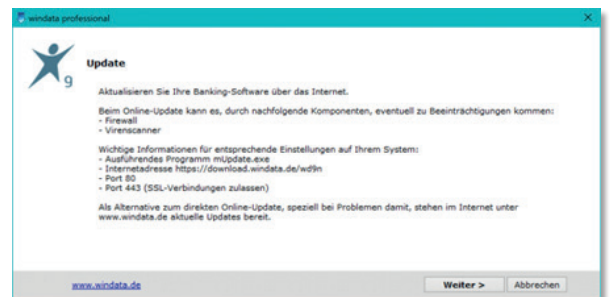 windata professional
9
Update
Aktualisieren Sie Ihre Banking-Software über das Internet.
Beim Online-Update kann es, durch nachfolgende Komponenten, eventuell zu Beeinträchtigungen kommen:
- Firewall
- Virenscanner
Wichtige Informationen für entsprechende Einstellungen auf Ihrem System:
- Ausführendes Programm mUpdate.exe
- Internetadresse https://download.windata.de/wd9n
- Port 80
- Port 443 (SSL-Verbindungen zulassen)
Als Alternative zum direkten Online-Update, speziell bei Problemen damit, stehen im Internet unter
www.windata.de aktuelle Updates bereit.
www.windata.de
Weiter >
Abbrechen